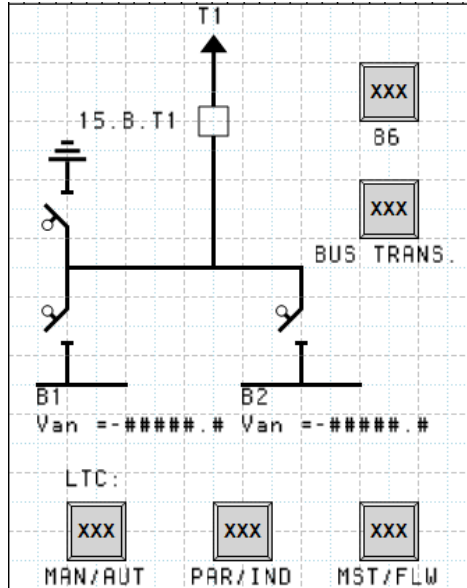 T1
XXX
15.B.T1
86
XXX
BUS TRANS.
B1
B2
Van =-#####.#
Van =-#####.#
LTC:
XXX
XXX
XXX
MAN/AUT
PAR/IND
MST/FLW